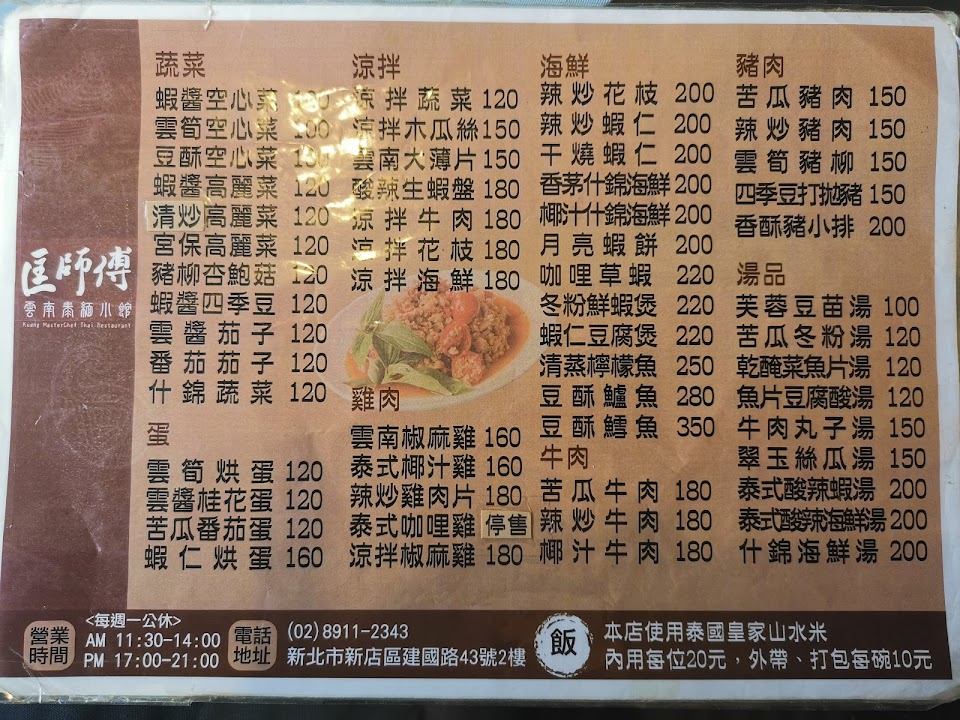 匡師傅
雲南泰緬小館
Kuang MasterChef Thai Restaurant
蔬菜
蝦醬空心菜 120
雲筍空心菜 100
豆酥空心菜
蝦醬高麗菜 120
清炒高麗菜 120
宮保高麗菜 120
豬柳杏鮑菇 120
蝦醬四季豆 120
雲醬茄子 120
番茄茄子 120
什錦蔬菜 120
蛋
雲筍烘蛋 120
雲醬桂花蛋 120
苦瓜番茄蛋 120
蝦仁烘蛋 160
涼拌
涼拌蔬菜 120
涼拌木瓜絲 150
雲南大薄片 150
酸辣生蝦盤 180
涼拌牛肉 180
涼拌花枝 180
涼拌海鮮 180
雞肉
雲南椒麻雞 160
泰式椰汁雞 160
辣炒雞肉片 180
泰式咖哩雞 停售
涼拌椒麻雞 180
海鮮
辣炒花枝 200
辣炒蝦仁 200
干燒蝦仁 200
香茅什錦海鮮 200
椰汁什錦海鮮 200
月亮蝦餅 200
咖哩草蝦 220
冬粉鮮蝦煲 220
蝦仁豆腐煲 220
清蒸檸檬魚 250
豆酥鱸魚 280
豆酥鱈魚 350
牛肉
苦瓜牛肉 180
辣炒牛肉 180
椰汁牛肉 180
豬肉
苦瓜豬肉 150
辣炒豬肉 150
雲筍豬柳 150
四季豆打拋豬 150
香酥豬小排 200
湯品
芙蓉豆苗湯 100
苦瓜冬粉湯 120
乾醃菜魚片湯 120
魚片豆腐酸湯 120
牛肉丸子湯 150
翠玉絲瓜湯 150
泰式酸辣蝦湯 200
泰式酸辣海鮮湯 200
什錦海鮮湯 200
營業時間
<每週一公休>
AM 11:30-14:00
PM 17:00-21:00
電話地址
(02)8911-2343
新北市新店區建國路43號2樓
飯
本店使用泰國皇家山水米
內用每位20元，外帶、打包每碗10元